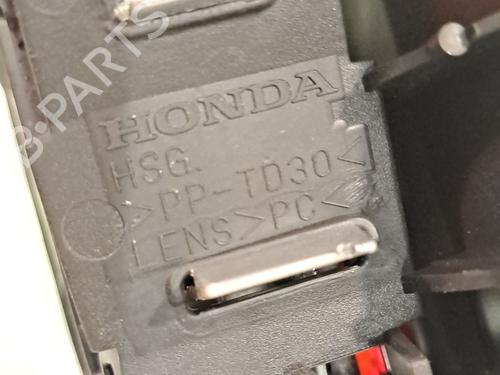 B-PARTS
HONDA
HSG.
>PP-TD30<
LENS>PC<